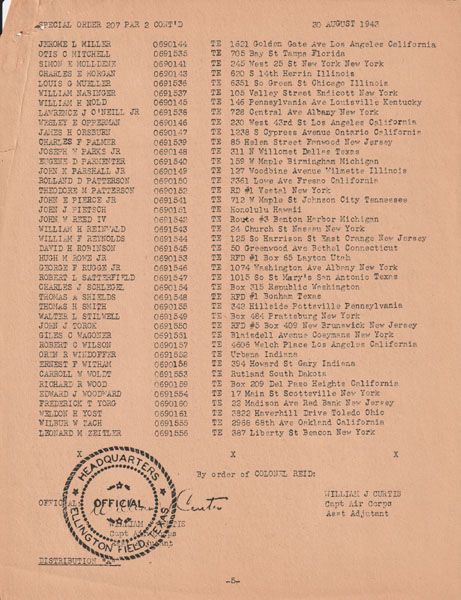 SPECIAL ORDER 207 PAR 2 CONT'D 30 AUGUST 1943
JEROME L MILLER 0690144 TE 1621 Golden Gate Ave Los Angeles California
OTIS C MITCHELL 0691535 TE 705 Bay St Tampa Florida
SIMON K MOLLDENE 0690141 TE 245 West 25 St New York New York
CHARLES E MORGAN 0690143 TE 620 S 14th Herrin Illinois
LOUIS G MUELLER 0691536 TE 6351 So Green St Chicago Illinois
WILLIAM NABINGER 0691537 TE 105 Valley Street Endicott New York
WILLIAM H NOLD 0690145 TE 146 Pennsylvania Ave Louisville Kentucky
LAWRENCE J O'NEILL JR 0691538 TE 728 Central Ave Albany New York
WESLEY E OPPERMAN 0690146 TE 230 West 43rd St Los Angeles California
JAMES H ORSBURN 0690147 TE 1238 S Cypress Avenue Ontario California
CHARLES F PALMER 0691539 TE 85 Helen Street Fanwood New Jersey
JOSEPH W PARKS JR 0690148 TE 311 N Willomet Dallas Texas
EUGENE D PARMENTER 0691540 TE 159 W Maple Birmingham Michigan
JOHN K PARSHALL JR 0690149 TE 127 Woodbine Avenue Wilmette Illinois
ROLLAND D PATTERSON 0690150 TE 3361 Lowe Ave Fresno California
THEODORE M PATTERSON 0690152 TE RD #1 Vestal New York
JOHN E PIERCE JR 0691541 TE 712 W Maple St Johnson City Tennessee
JOHN J PIETSCH 0690151 TE Honolulu Hawaii
JOHN W REED IV 0691542 TE Route #3 Benton Harbor Michigan
WILLIAM H REINWALD 0691543 TE 24 Church St Nassau New York
WILLIAM F REYNOLDS 0691544 TE 125 So Harrison St East Orange New Jersey
DAVID H ROBINSON 0691545 TE 50 Greenwood Ave Bethel Connecticut
HUGH M ROWE JR 0690153 TE RFD #1 Box 65 Layton Utah
GEORGE F RUGGE JR 0691546 TE 1074 Washington Ave Albany New York
ROBERT L SATTERFIELD 0691547 TE 1015 So St Mary's San Antonio Texas
CHARLES J SCHLEGEL 0690154 TE Box 315 Republic Washington
THOMAS A SHIELDS 0691548 TE RFD #1 Bonham Texas
THOMAS H SMITH 0690155 TE 342 Hillside Pottsville Pennsylvania
WALTER L STILWELL 0691549 TE Box 464 Prattsburg New York
JOHN J TOROK 0691550 TE RFD #5 Box 409 New Brunswick New Jersey
GILES C WAGONER 0691551 TE Blaisdell Avenue Coeymans New York
ROBERT C WILSON 0690157 TE 4606 Welch Place Los Angeles California
OREN R WINDOFFER 0691552 TE Urbana Indiana
ERNEST F WITHAM 0690158 TE 394 Howard St Gary Indiana
CARROLL W WOLDT 0691553 TE Rutland South Dakota
RICHARD R WOOD 0690159 TE Box 209 Del Paso Heights California
EDWARD J WOODWARD 0691554 TE 17 Main St Scottsville New York
FREDERICK T YORG 0690160 TE 22 Madison Ave Red Bank New Jersey
WELDON H YOST 0690161 TE 3822 Haverhill Drive Toledo Ohio
WILBUR W ZACH 0691555 TE 2968 68th Ave Oakland California
LEONARD M ZEITLER 0691556 TE 387 Liberty St Beacon New York
X X X
By order of COLONEL REID:
OFFICIAL: Curtis
HEADQUARTERS
OFFICIAL
ELLINGTON FIELD, TEXAS
WILLIAM J CURTIS
Capt Air Corps
Asst Adjutant
WILLIAM
Capt Air Corps
Adjutant
DISTRIBUTION
-5-